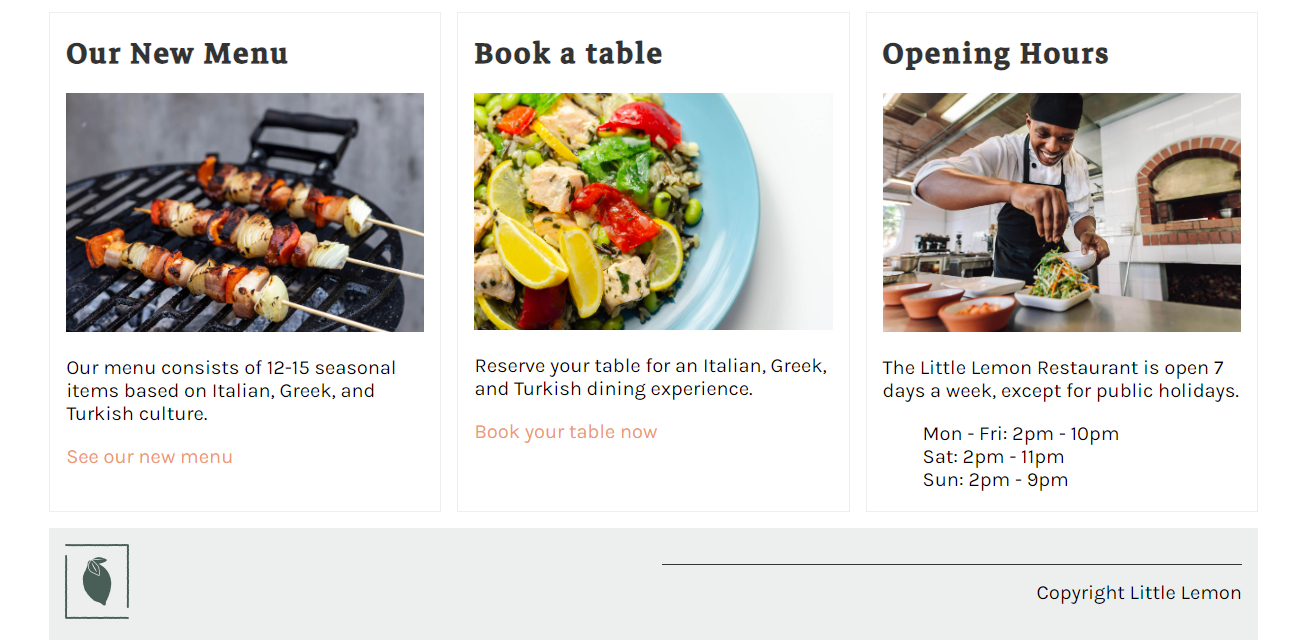 Our New Menu
Our menu consists of 12-15 seasonal
items based on Italian, Greek, and
Turkish culture.
See our new menu
Book a table
Reserve your table for an Italian, Greek,
and Turkish dining experience.
Book your table now
Opening Hours
The Little Lemon Restaurant is open 7
days a week, except for public holidays.
Mon - Fri: 2pm - 10pm
Sat: 2pm - 11pm
Sun: 2pm - 9pm
Copyright Little Lemon